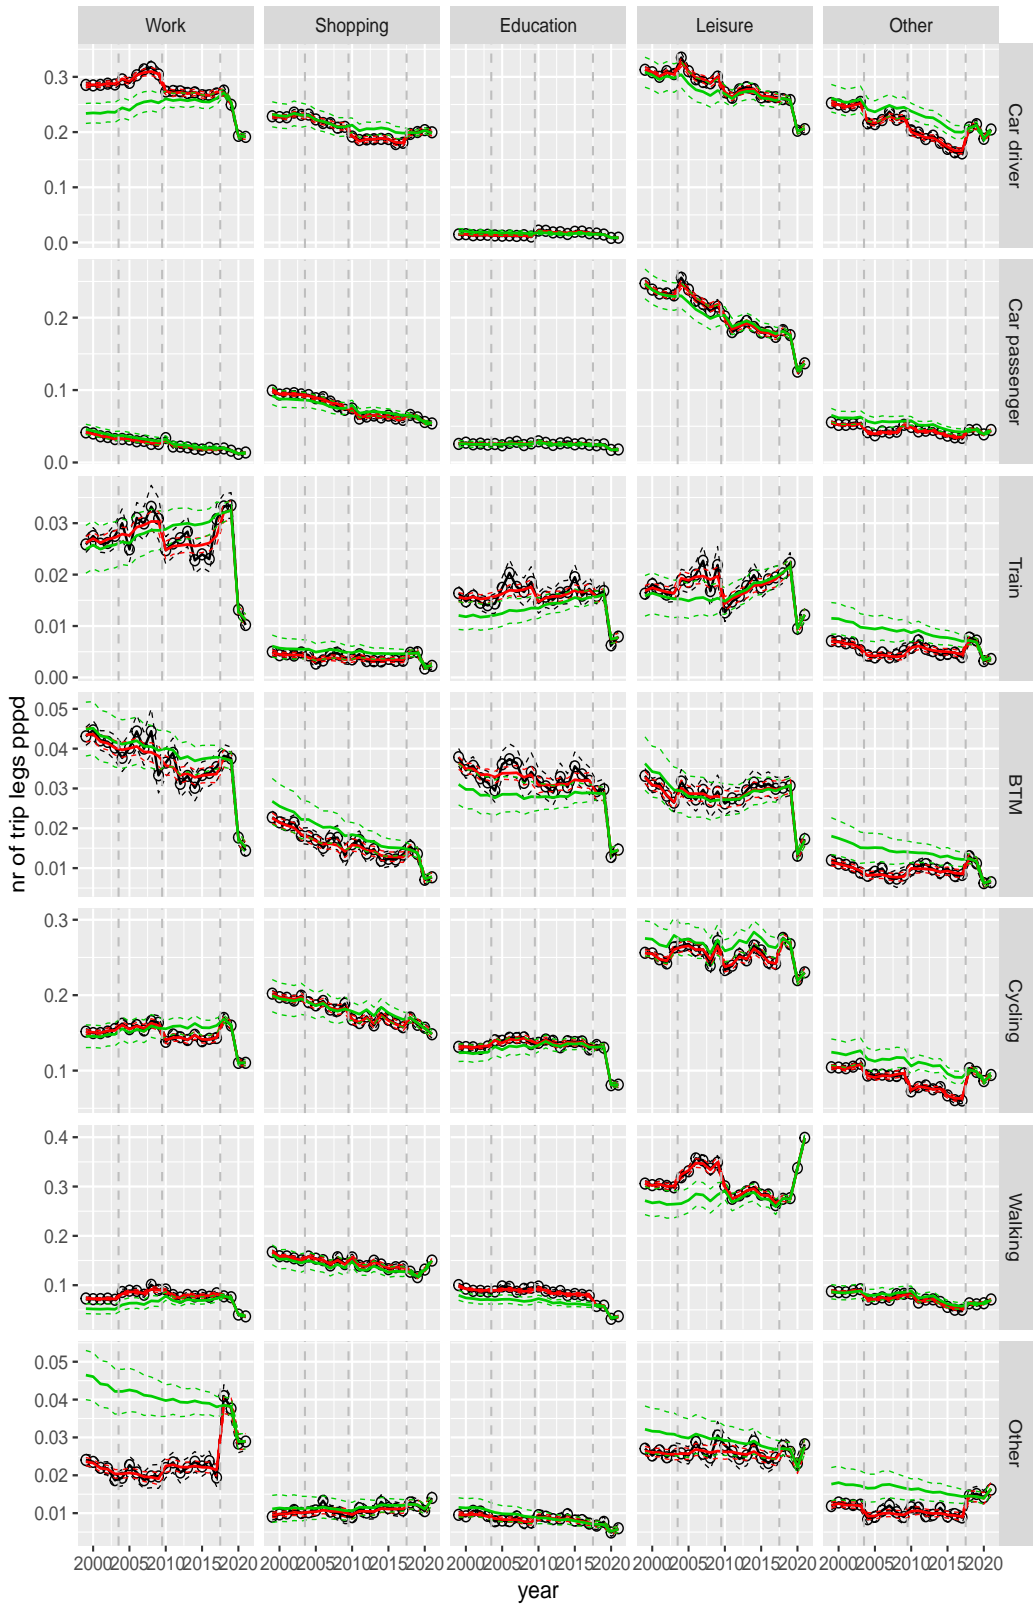 Work Shopping Education Leisure Other
0.3
0.2
0.1
0.0
Car driver
0.2
0.1
0.0
Car passenger
0.03
0.02
0.01
0.00
Train
0.05
0.04
0.03
0.02
0.01
BTM
0.3
0.2
0.1
Cycling
0.4
0.3
0.2
0.1
Walking
0.05
0.04
0.03
0.02
0.01
Other
nr of trip legs pppd
2000 2005 2010 2015 2020 2000 2005 2010 2015 2020 2000 2005 2010 2015 2020 2000 2005 2010 2015 2020 2000 2005 2010 2015 2020
year